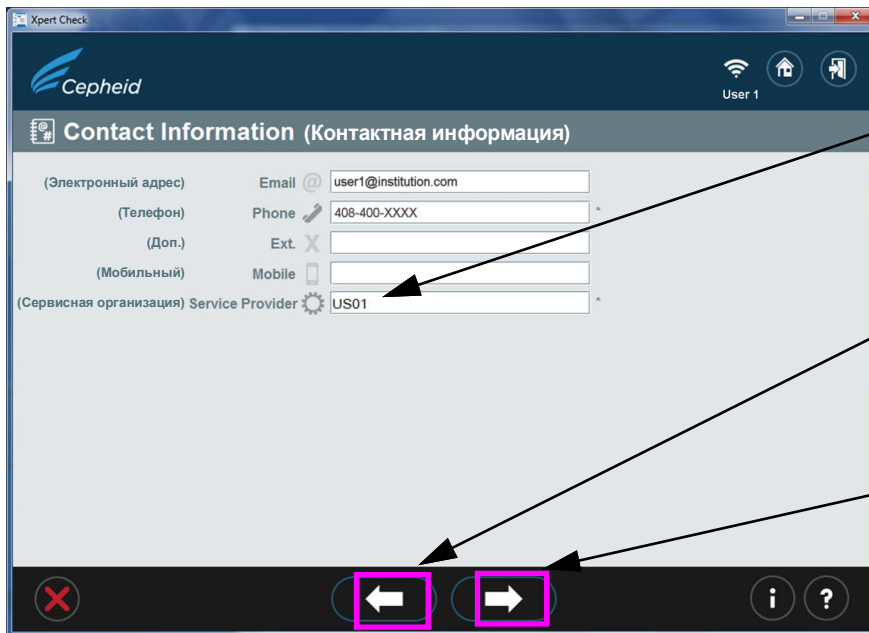 Xpert Check
Cepheid
User 1
Contact Information (Контактная информация)
(Электронный адрес) Email @ user1@institution.com
(Телефон) Phone 408-400-XXXX *
(Доп.) Ext. X
(Мобильный) Mobile
(Сервисная организация) Service Provider US01 *
i ?